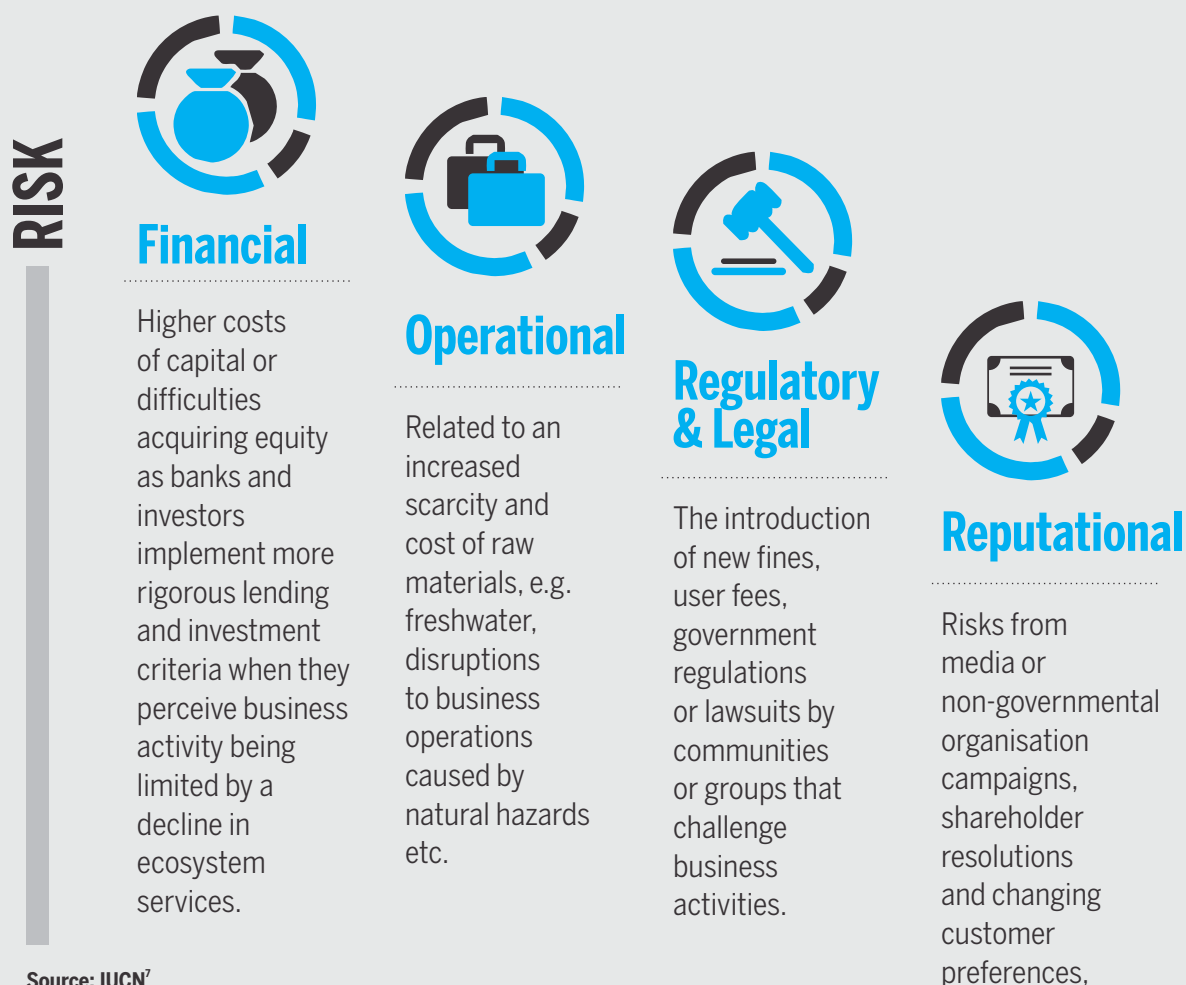 RISK
Financial
Higher costs
of capital or
difficulties
acquiring equity
as banks and
investors
implement more
rigorous lending
and investment
criteria when they
perceive business
activity being
limited by a
decline in
ecosystem
services.
Operational
Related to an
increased
scarcity and
cost of raw
materials, e.g.
freshwater,
disruptions
to business
operations
caused by
natural hazards
etc.
Regulatory
& Legal
The introduction
of new fines,
user fees,
government
regulations
or lawsuits by
communities
or groups that
challenge
business
activities.
Reputational
Risks from
media or
non-governmental
organisation
campaigns,
shareholder
resolutions
and changing
customer
preferences,
Source: IUCN7